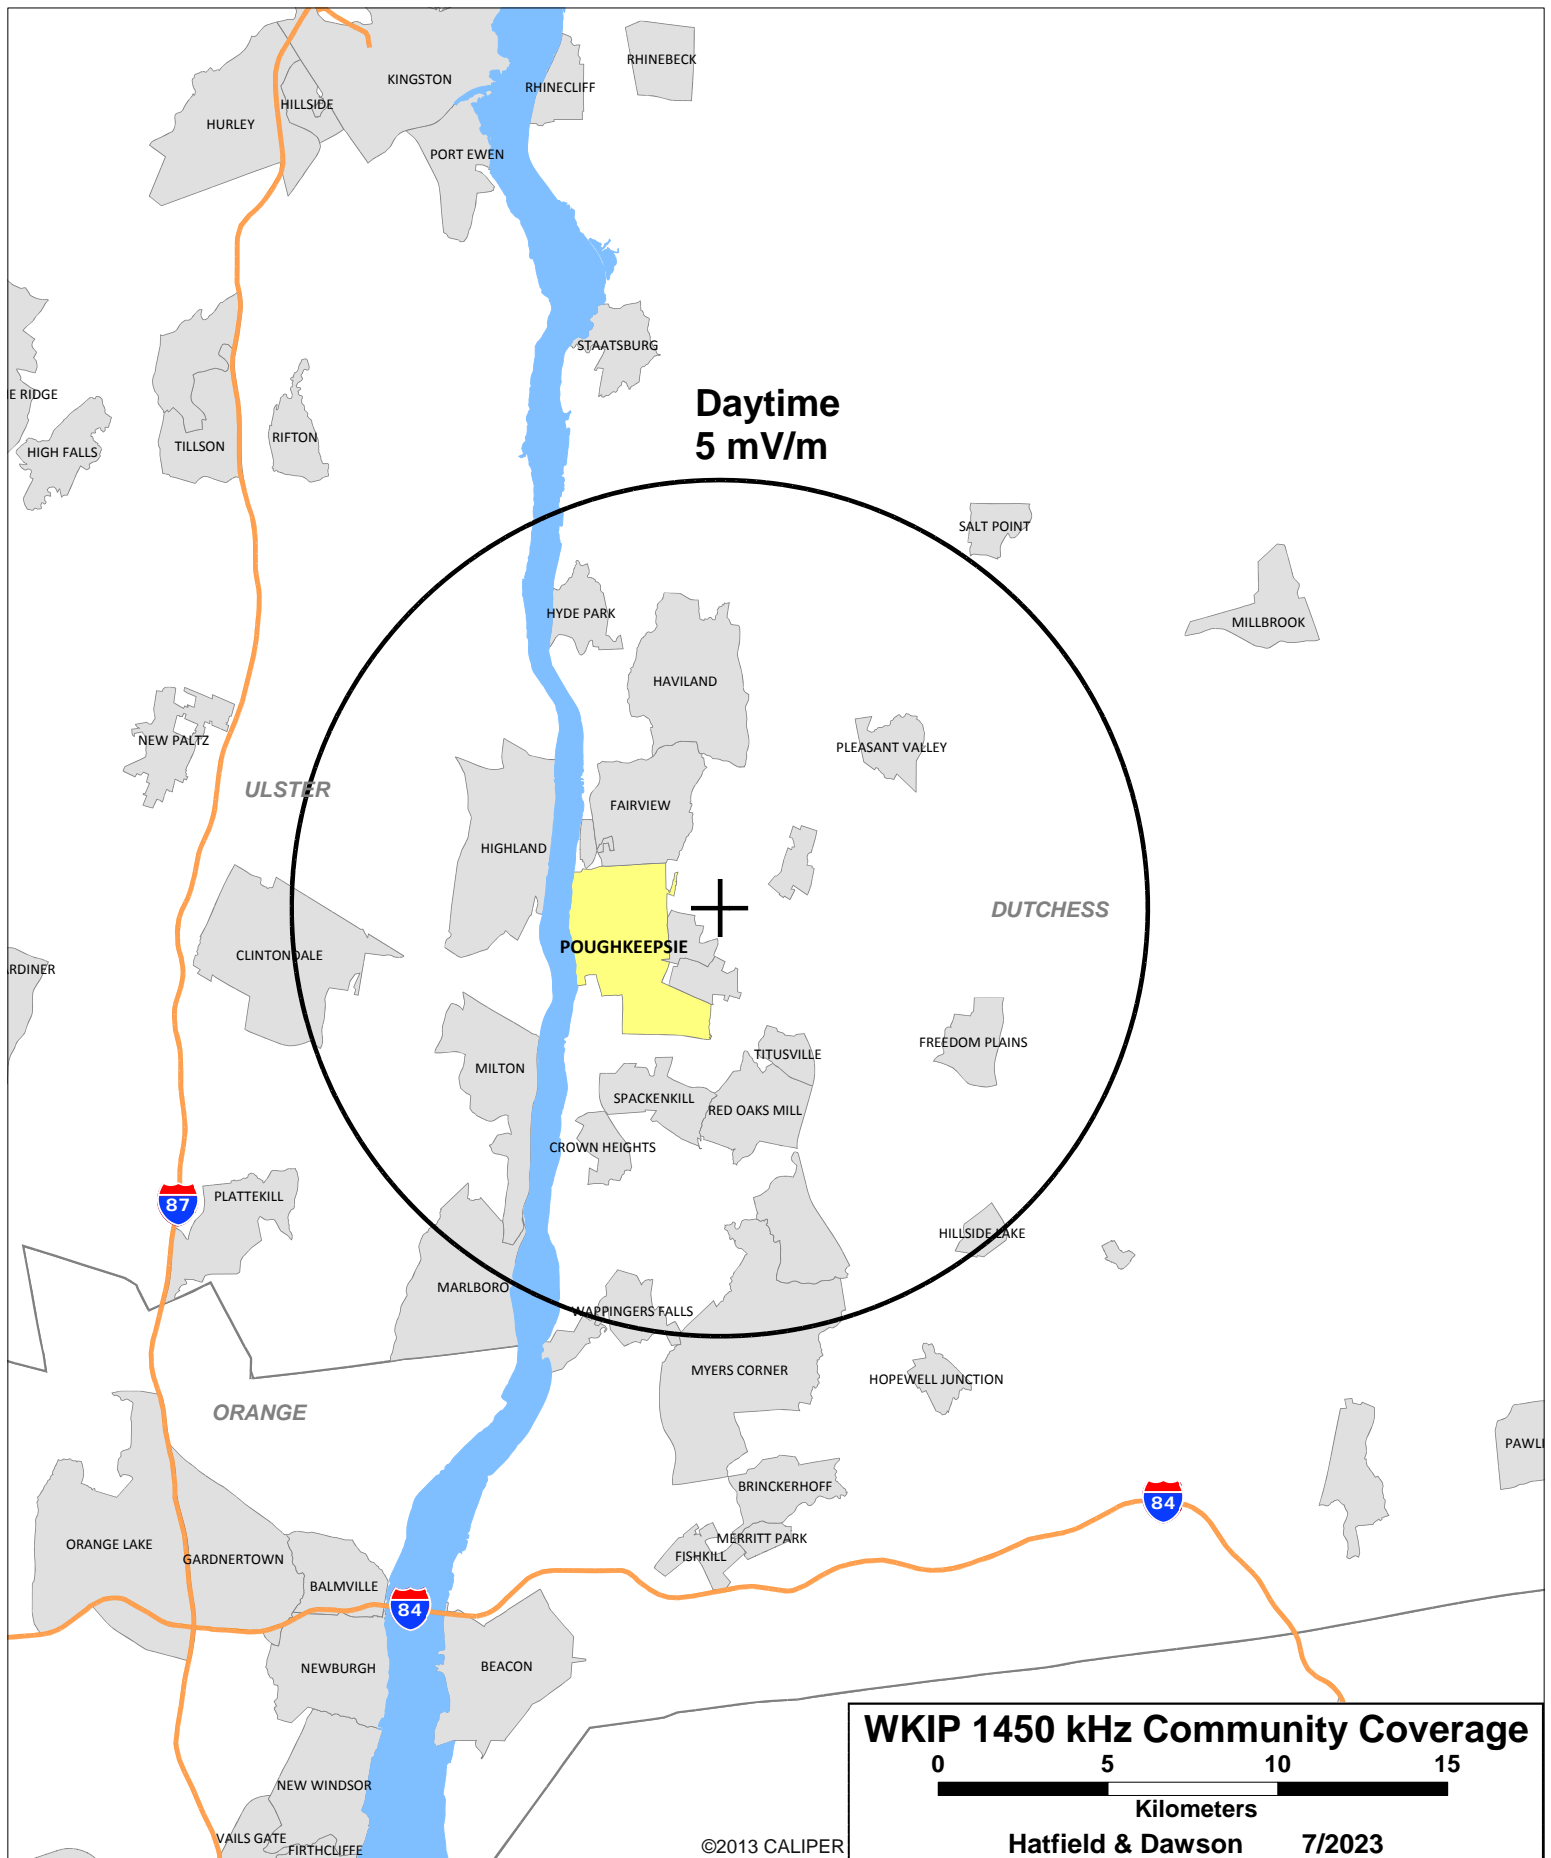 RHINEBECK
KINGSTON
RHINECLIFF
HILLSIDE
HURLEY
PORT EWEN
STAATSBURG
E RIDGE
Daytime
5 mV/m
RIFTON
TILLSON
HIGH FALLS
SALT POINT
HYDE PARK
MILLBROOK
HAVILAND
NEW PALTZ
PLEASANT VALLEY
ULSTER
FAIRVIEW
HIGHLAND
DUTCHESS
POUGHKEEPSIE
CLINTONDALE
ARDINER
FREEDOM PLAINS
TITUSVILLE
MILTON
SPACKENKILL
RED OAKS MILL
CROWN HEIGHTS
PLATTEKILL
87
HILLSIDE LAKE
MARLBORO
WAPPINGERS FALLS
MYERS CORNER
HOPEWELL JUNCTION
ORANGE
PAWLI
BRINCKERHOFF
84
MERRITT PARK
ORANGE LAKE
GARDNERTOWN
FISHKILL
BALMVILLE
84
NEWBURGH
BEACON
WKIP 1450 kHz Community Coverage
0 5 10 15
Kilometers
NEW WINDSOR
VAILS GATE
FIRTHCLIFFE
©2013 CALIPER
Hatfield & Dawson 7/2023